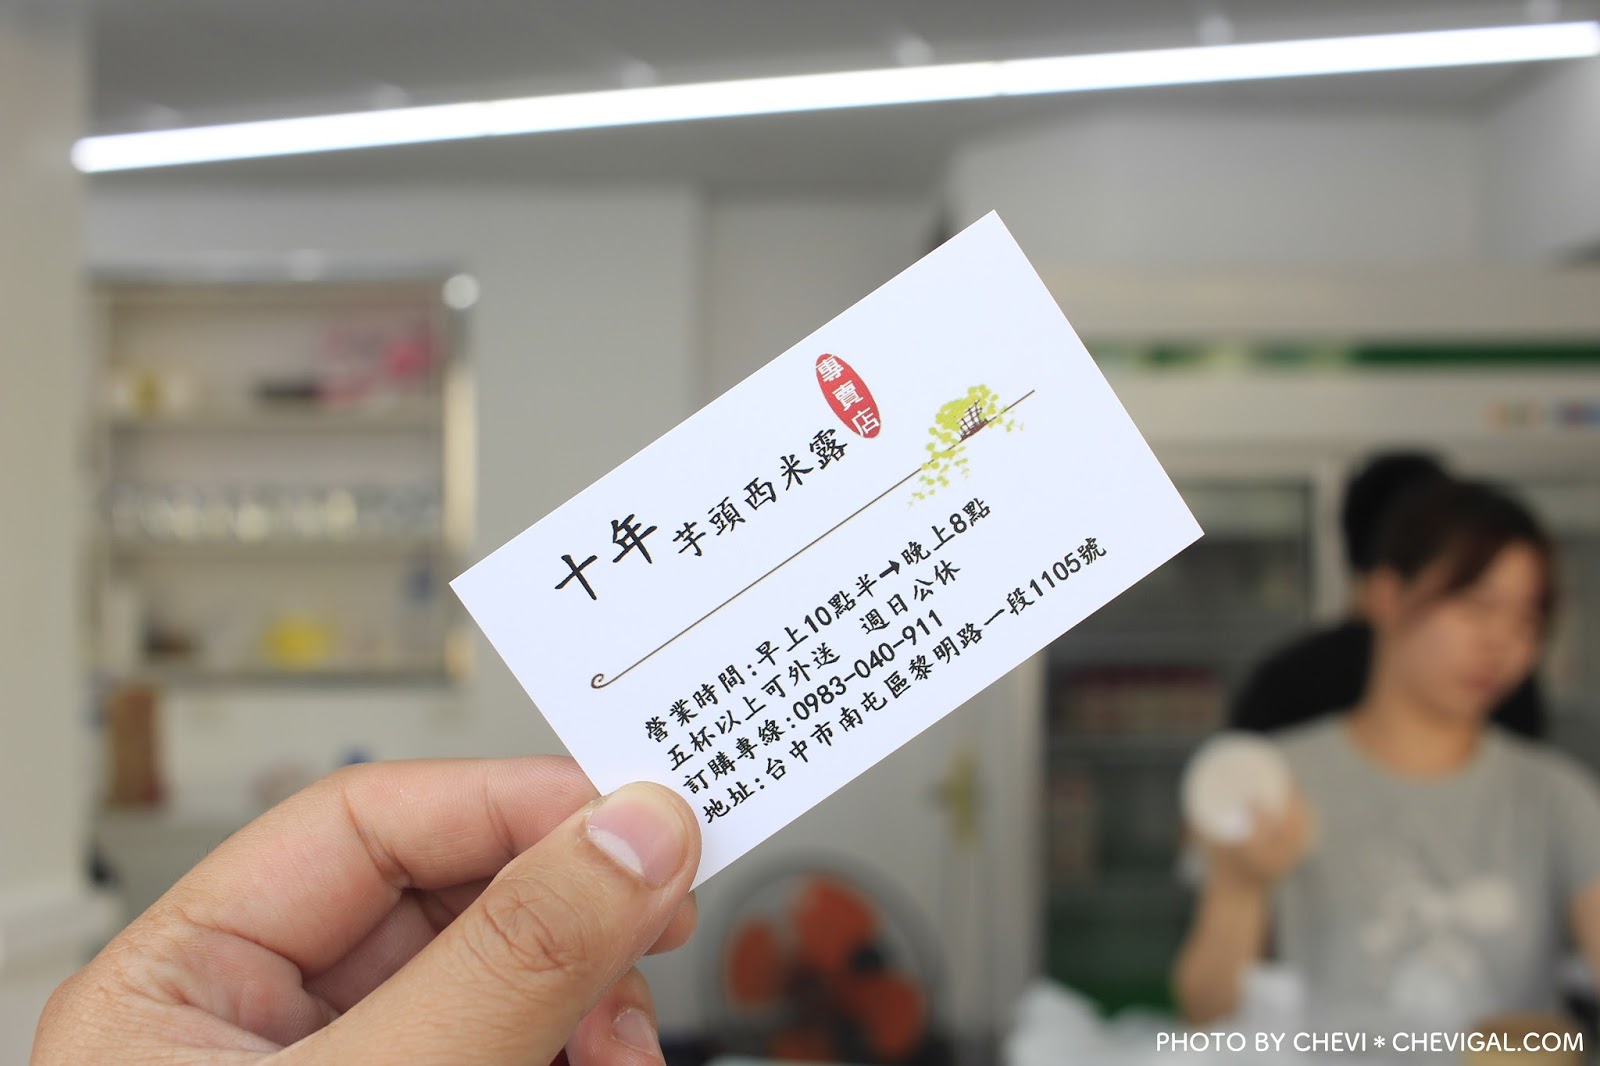 十年 芋頭西米露 專賣店
營業時間:早上10點半→晚上8點
五杯以上可外送 週日公休
訂購專線:0983-040-911
地址:台中市南屯區黎明路一段1105號
PHOTO BY CHEVI * CHEVIGAL.COM